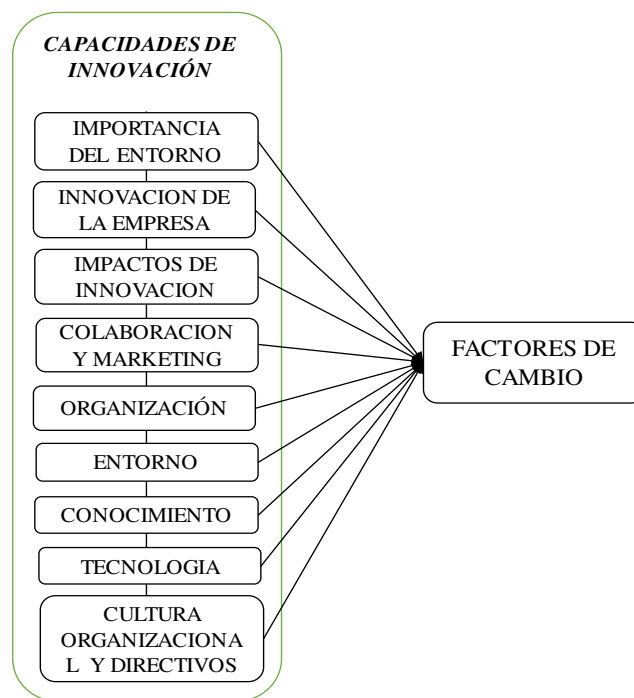 CAPACIDADES DE
INNOVACIÓN
IMPORTANCIA
DEL ENTORNO
INNOVACION DE
LA EMPRESA
IMPACTOS DE
INNOVACION
COLABORACION
Y MARKETING
ORGANIZACIÓN
ENTORNO
CONOCIMIENTO
TECNOLOGIA
CULTURA
ORGANIZACIONA
L Y DIRECTIVOS
FACTORES DE
CAMBIO